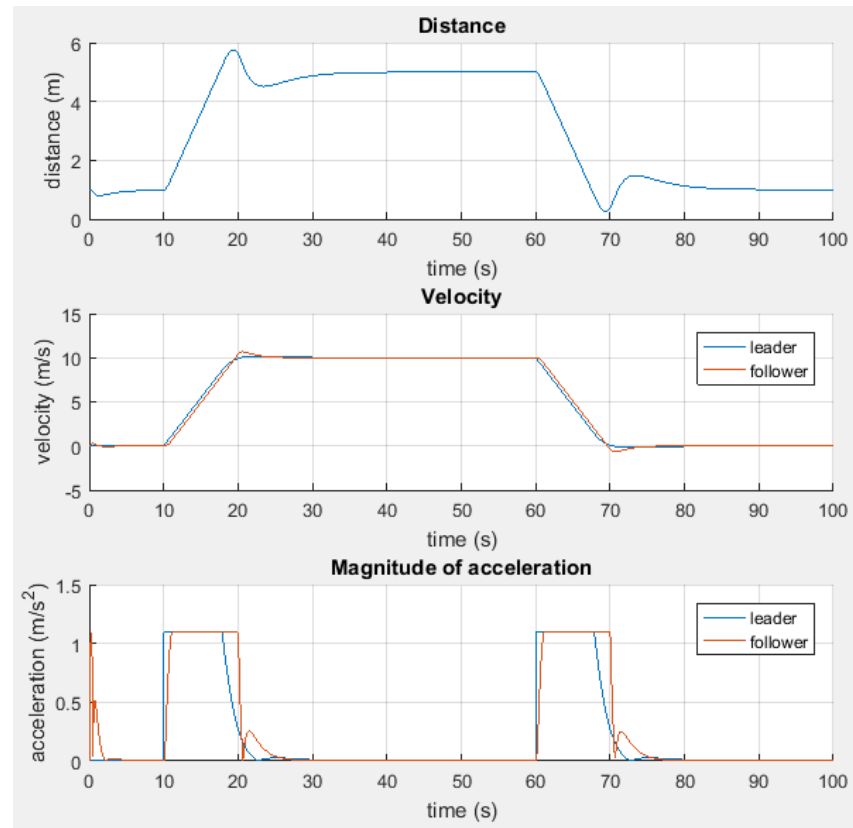 Distance
6
4
2
0
distance (m)
0 10 20 30 40 50 60 70 80 90 100
time (s)
Velocity
15
10
5
0
-5
velocity (m/s)
leader
follower
0 10 20 30 40 50 60 70 80 90 100
time (s)
Magnitude of acceleration
1.5
1
0.5
0
acceleration (m/s²)
leader
follower
0 10 20 30 40 50 60 70 80 90 100
time (s)